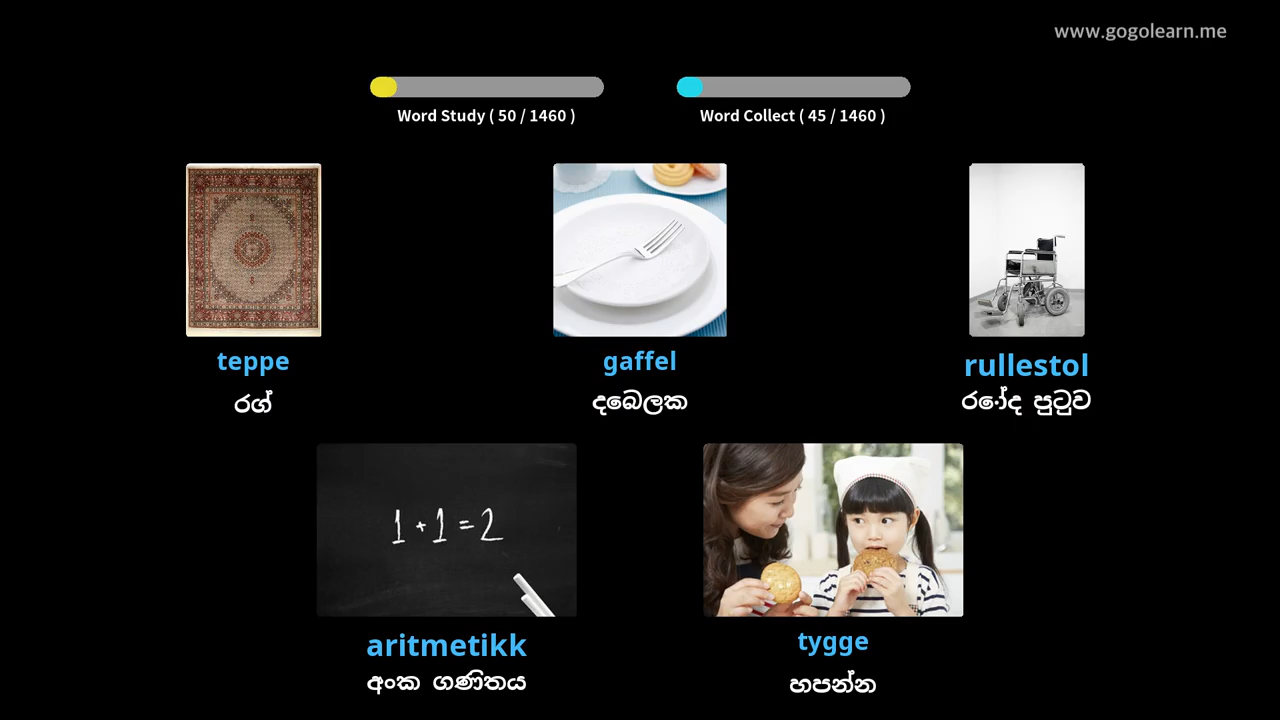 www.gogolearn.me
Word Study ( 50 / 1460 )
Word Collect ( 45 / 1460 )
teppe
රග්
gaffel
දබෙලක
rullestol
රෝද පුටුව
1 + 1 = 2
aritmetikk
අංක ගණිතය
tygge
හපන්න